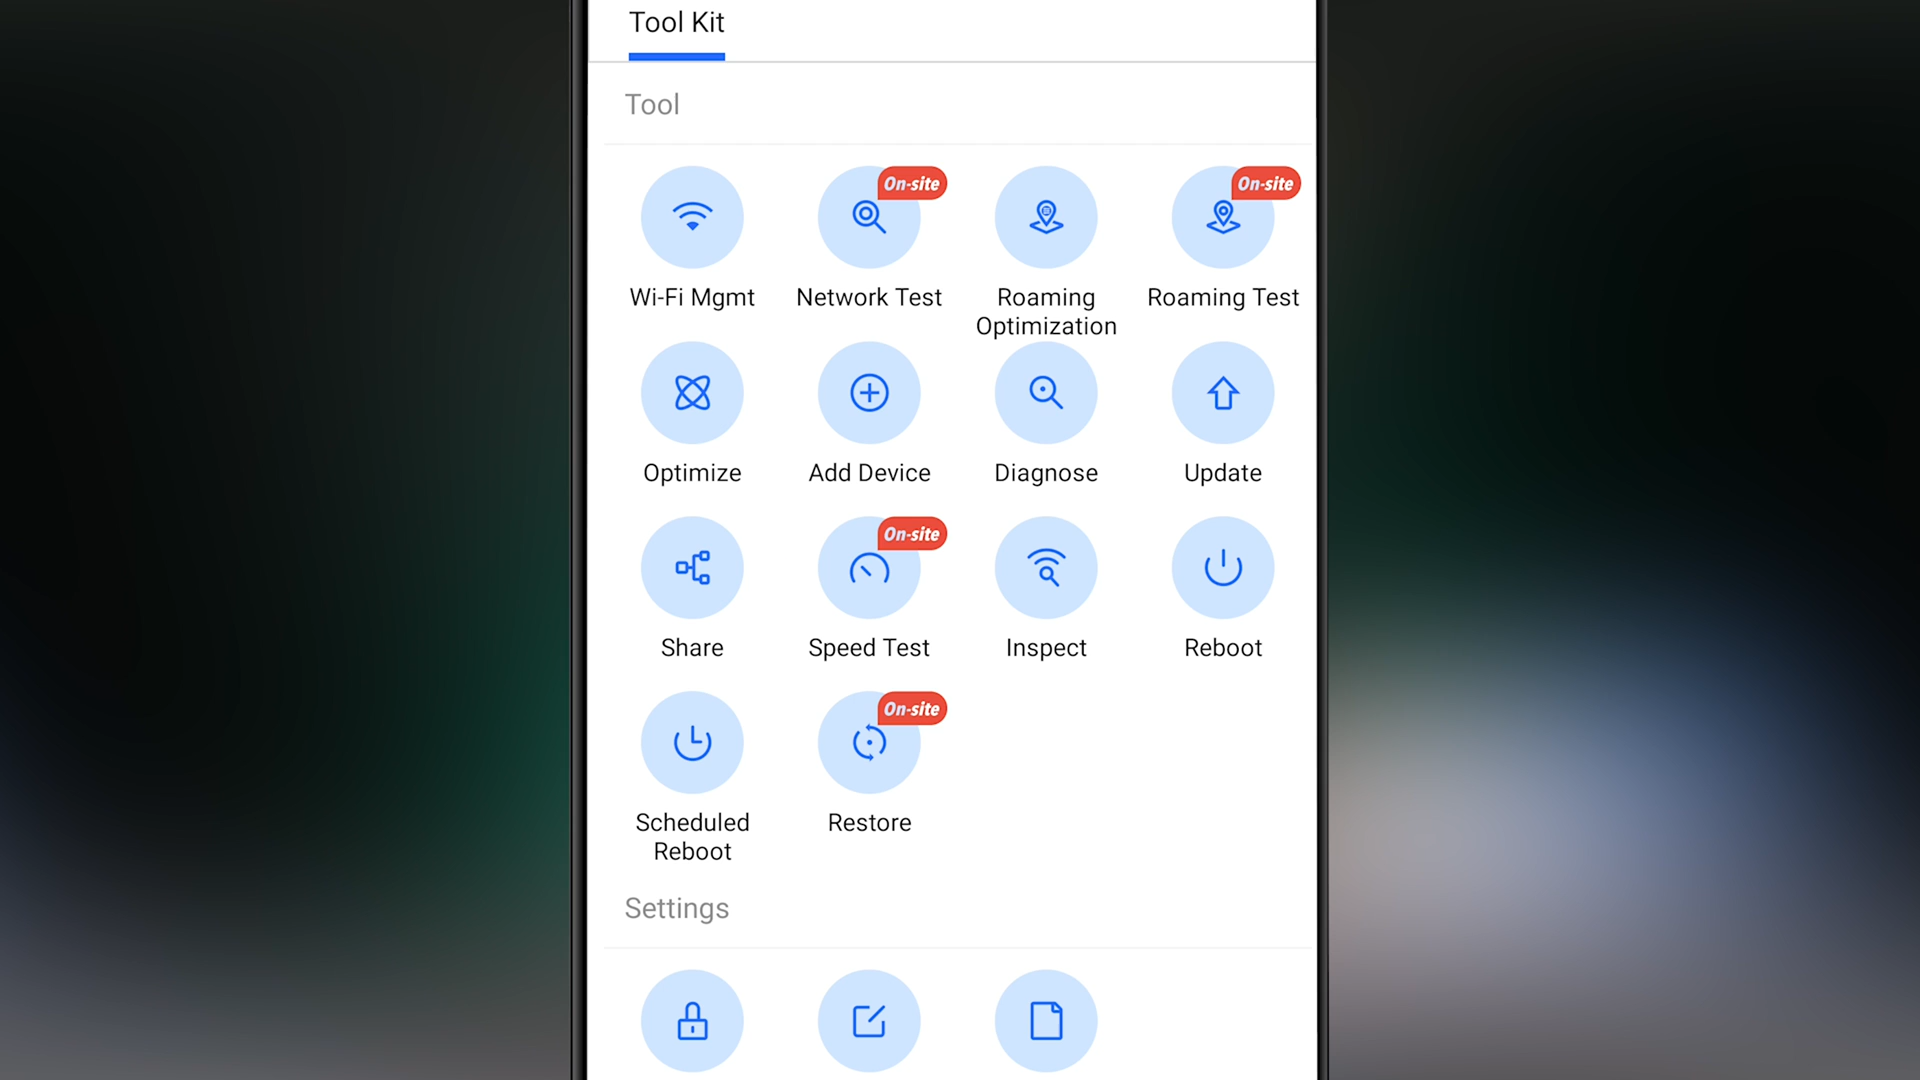 Tool Kit
Tool
On-site
On-site
Wi-Fi Mgmt
Network Test
Roaming
Optimization
Roaming Test
Optimize
Add Device
Diagnose
Update
On-site
Share
Speed Test
Inspect
Reboot
On-site
Scheduled
Reboot
Restore
Settings